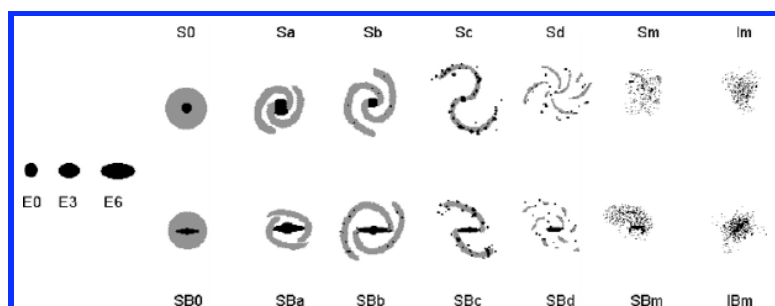 S0 Sa Sb Sc Sd Sm Im
E0 E3 E6
SB0 SBa SBb SBc SBd SBm IBm